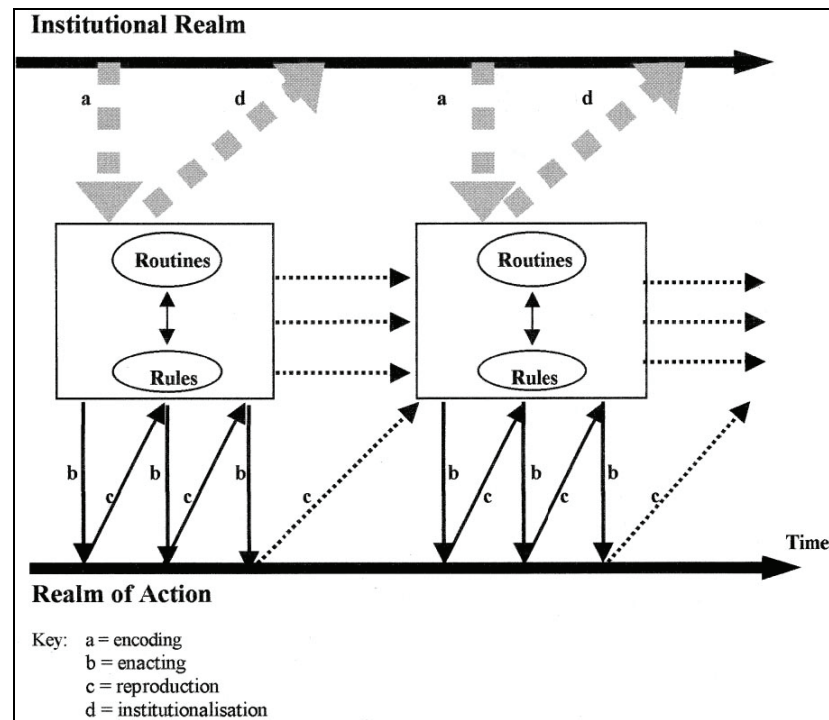 Institutional Realm
a
d
a
d
Routines
Routines
Rules
Rules
b
c
b
c
b
c
b
c
b
c
b
c
Time
Realm of Action
Key: a = encoding
b = enacting
c = reproduction
d = institutionalisation